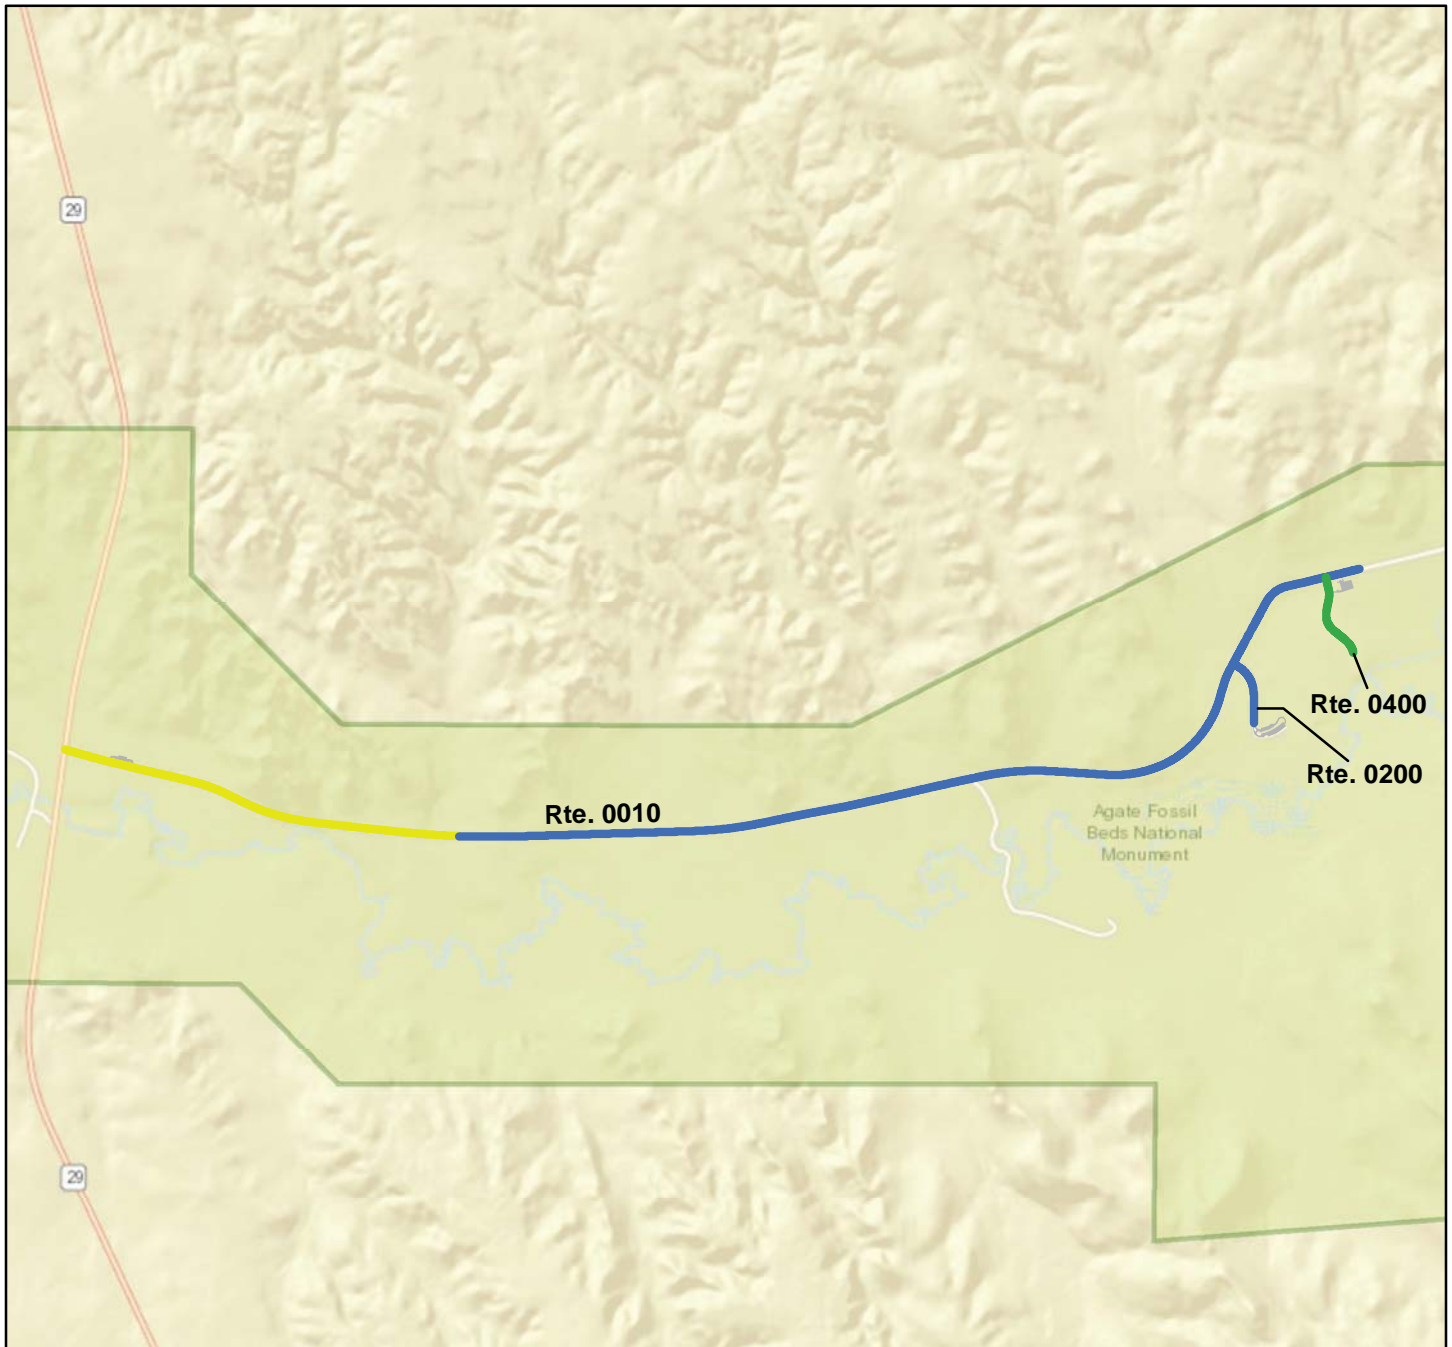 29
Rte. 0400
Rte. 0200
Rte. 0010
Agate Fossil
Beds National
Monument
29